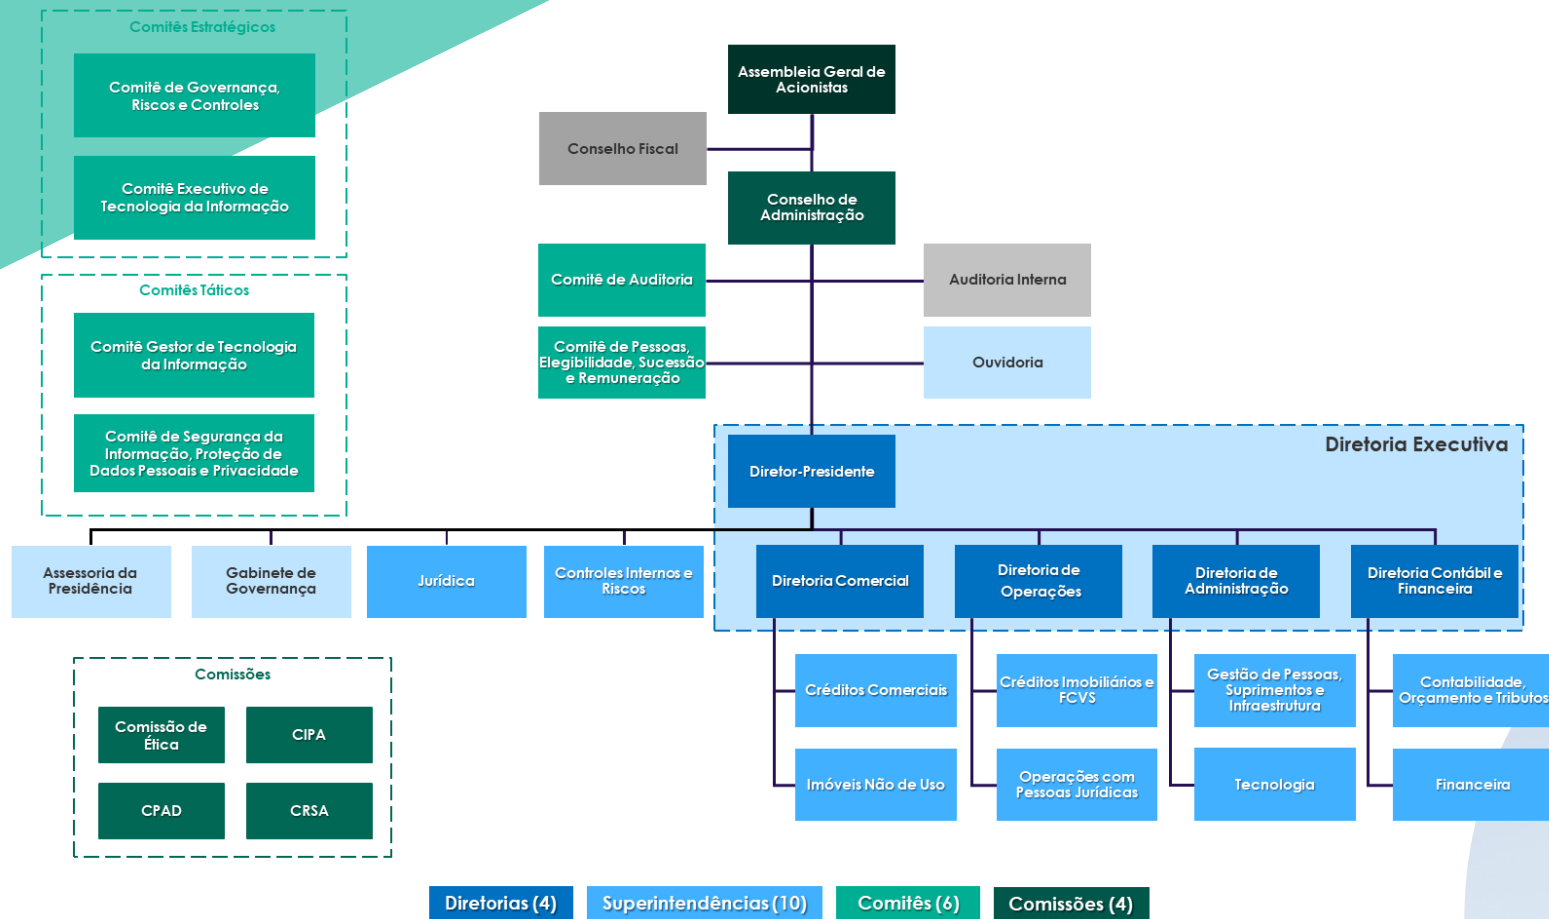 Comitês Estratégicos
Comitê de Governança,
Riscos e Controles
Comitê Executivo de
Tecnologia da Informação
Comitês Táticos
Comitê Gestor de Tecnologia
da Informação
Comitê de Segurança da
Informação, Proteção de
Dados Pessoais e Privacidade
Assembleia Geral de
Acionistas
Conselho Fiscal
Conselho de
Administração
Comitê de Auditoria
Auditoria Interna
Comitê de Pessoas,
Elegibilidade, Sucessão
e Remuneração
Ouvidoria
Diretoria Executiva
Diretor-Presidente
Assessoria da
Presidência
Gabinete de
Governança
Jurídica
Controles Internos e
Riscos
Diretoria Comercial
Diretoria de
Operações
Diretoria de
Administração
Diretoria Contábil e
Financeira
Créditos Comerciais
Créditos Imobiliários e
FCVS
Gestão de Pessoas,
Suprimentos e
Infraestrutura
Contabilidade,
Orçamento e Tributos
Imóveis Não de Uso
Operações com
Pessoas Jurídicas
Tecnologia
Financeira
Comissões
Comissão de
Ética
CIPA
CPAD
CRSA
Diretorias (4)
Superintendências (10)
Comitês (6)
Comissões (4)